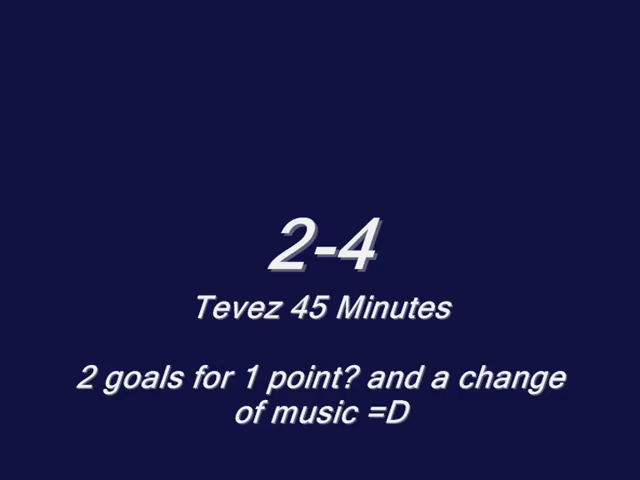 2-4
Tevez 45 Minutes
2 goals for 1 point? and a change
of music =D